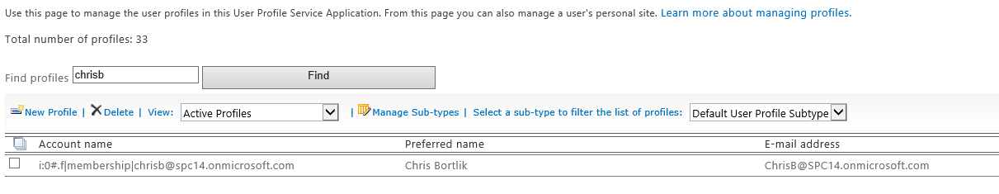 Use this page to manage the user profiles in this User Profile Service Application. From this page you can also manage a user's personal site. Learn more about managing profiles.
Total number of profiles: 33
Find profiles chrisb Find
New Profile | Delete | View: Active Profiles | Manage Sub-types | Select a sub-type to filter the list of profiles: Default User Profile Subtype
Account name Preferred name E-mail address
i:0#.f|membership|chrisb@spc14.onmicrosoft.com Chris Bortlik ChrisB@SPC14.onmicrosoft.com